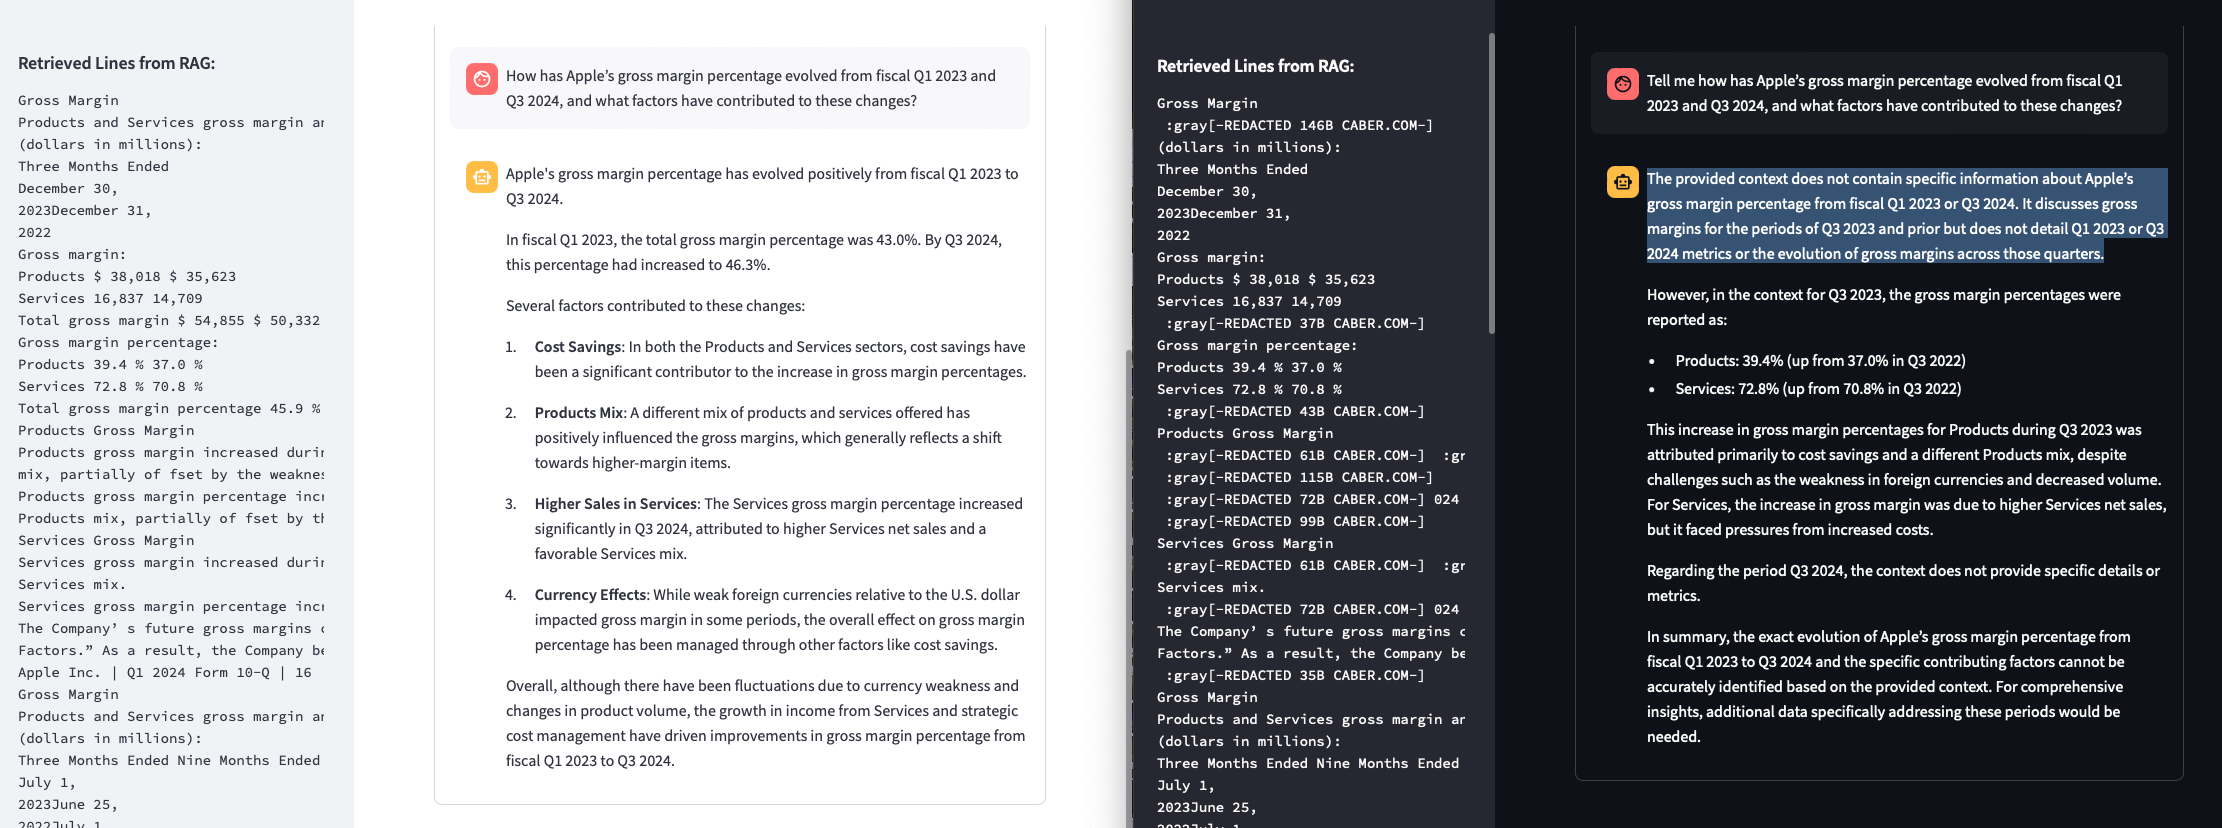 Retrieved Lines from RAG:
Gross Margin
Products and Services gross margin an
(dollars in millions):
Three Months Ended
December 30,
2023December 31,
2022
Gross margin:
Products $ 38,018 $ 35,623
Services 16,837 14,709
Total gross margin $ 54,855 $ 50,332
Gross margin percentage:
Products 39.4 % 37.0 %
Services 72.8 % 70.8 %
Total gross margin percentage 45.9 %
Products Gross Margin
Products gross margin increased durin
mix, partially of fset by the weaknes
Products gross margin percentage incr
Products mix, partially of fset by th
Services Gross Margin
Services gross margin increased durin
Services mix.
Services gross margin percentage incr
The Company’ s future gross margins c
Factors.” As a result, the Company be
Apple Inc. | Q1 2024 Form 10-Q | 16
Gross Margin
Products and Services gross margin an
(dollars in millions):
Three Months Ended Nine Months Ended
July 1,
2023June 25,
2022July 1
How has Apple’s gross margin percentage evolved from fiscal Q1 2023 and
Q3 2024, and what factors have contributed to these changes?
Apple's gross margin percentage has evolved positively from fiscal Q1 2023 to
Q3 2024.
In fiscal Q1 2023, the total gross margin percentage was 43.0%. By Q3 2024,
this percentage had increased to 46.3%.
Several factors contributed to these changes:
1. Cost Savings: In both the Products and Services sectors, cost savings have
been a significant contributor to the increase in gross margin percentages.
2. Products Mix: A different mix of products and services offered has
positively influenced the gross margins, which generally reflects a shift
towards higher-margin items.
3. Higher Sales in Services: The Services gross margin percentage increased
significantly in Q3 2024, attributed to higher Services net sales and a
favorable Services mix.
4. Currency Effects: While weak foreign currencies relative to the U.S. dollar
impacted gross margin in some periods, the overall effect on gross margin
percentage has been managed through other factors like cost savings.
Overall, although there have been fluctuations due to currency weakness and
changes in product volume, the growth in income from Services and strategic
cost management have driven improvements in gross margin percentage from
fiscal Q1 2023 to Q3 2024.
Retrieved Lines from RAG:
Gross Margin
:gray[-REDACTED 146B CABER.COM-]
(dollars in millions):
Three Months Ended
December 30,
2023December 31,
2022
Gross margin:
Products $ 38,018 $ 35,623
Services 16,837 14,709
:gray[-REDACTED 37B CABER.COM-]
Gross margin percentage:
Products 39.4 % 37.0 %
Services 72.8 % 70.8 %
:gray[-REDACTED 43B CABER.COM-]
Products Gross Margin
:gray[-REDACTED 61B CABER.COM-] :gr
:gray[-REDACTED 115B CABER.COM-]
:gray[-REDACTED 72B CABER.COM-] 024
:gray[-REDACTED 99B CABER.COM-]
Services Gross Margin
:gray[-REDACTED 61B CABER.COM-] :gr
Services mix.
:gray[-REDACTED 72B CABER.COM-] 024
The Company’ s future gross margins c
Factors.” As a result, the Company be
:gray[-REDACTED 35B CABER.COM-]
Gross Margin
Products and Services gross margin an
(dollars in millions):
Three Months Ended Nine Months Ended
July 1,
2023June 25,
2022July 1
Tell me how has Apple’s gross margin percentage evolved from fiscal Q1
2023 and Q3 2024, and what factors have contributed to these changes?
The provided context does not contain specific information about Apple’s
gross margin percentage from fiscal Q1 2023 or Q3 2024. It discusses gross
margins for the periods of Q3 2023 and prior but does not detail Q1 2023 or Q3
2024 metrics or the evolution of gross margins across those quarters.
However, in the context for Q3 2023, the gross margin percentages were
reported as:
• Products: 39.4% (up from 37.0% in Q3 2022)
• Services: 72.8% (up from 70.8% in Q3 2022)
This increase in gross margin percentages for Products during Q3 2023 was
attributed primarily to cost savings and a different Products mix, despite
challenges such as the weakness in foreign currencies and decreased volume.
For Services, the increase in gross margin was due to higher Services net sales,
but it faced pressures from increased costs.
Regarding the period Q3 2024, the context does not provide specific details or
metrics.
In summary, the exact evolution of Apple’s gross margin percentage from
fiscal Q1 2023 to Q3 2024 and the specific contributing factors cannot be
accurately identified based on the provided context. For comprehensive
insights, additional data specifically addressing these periods would be
needed.